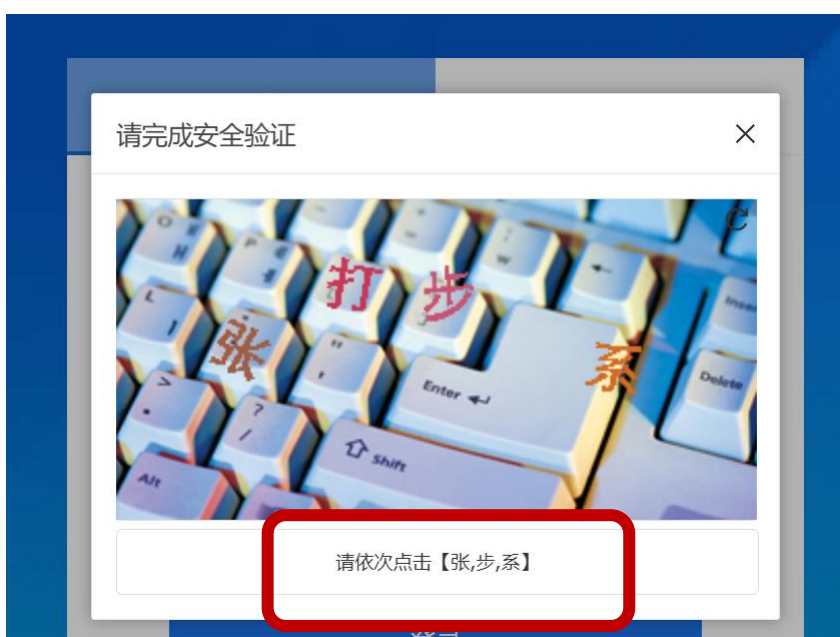 请完成安全验证
打 步
张 系
Enter
Shift
Alt
Delete
请依次点击【张,步,系】